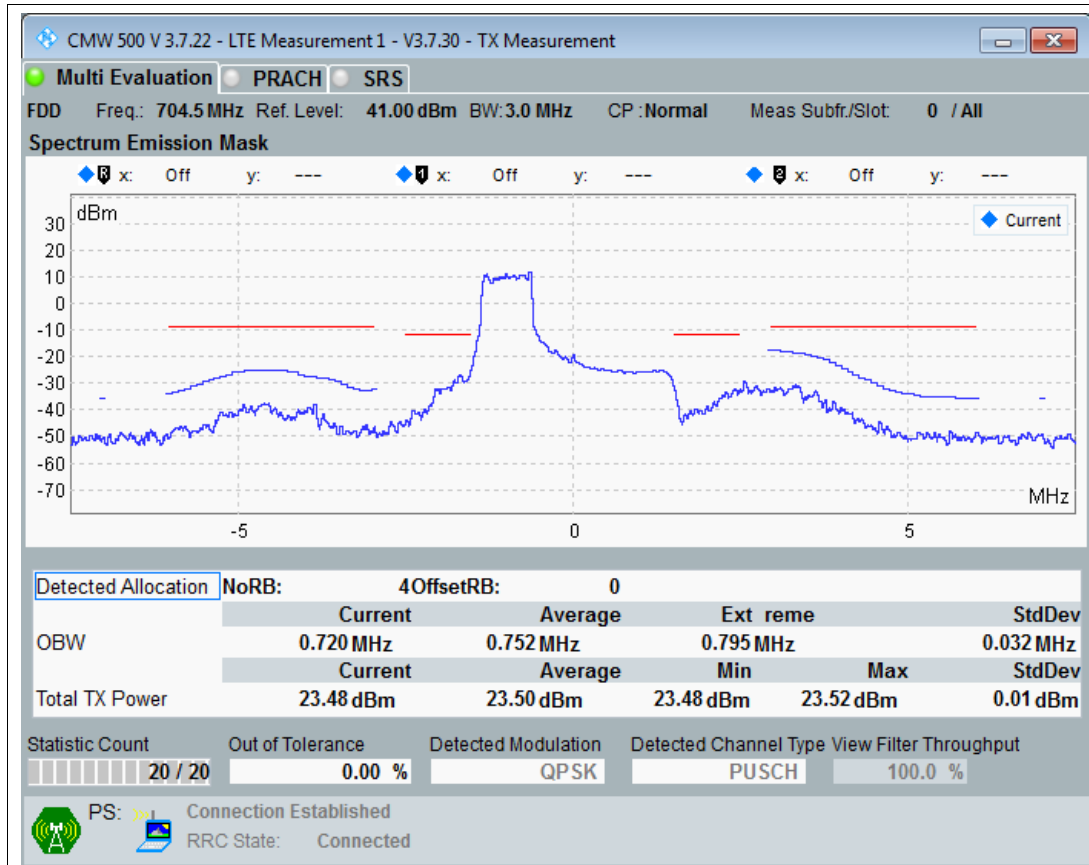 CMW 500 V 3.7.22 - LTE Measurement 1 - V3.7.30 - TX Measurement
Multi Evaluation PRACH SRS
FDD Freq.: 704.5 MHz Ref. Level: 41.00 dBm BW: 3.0 MHz CP : Normal Meas Subfr./Slot: 0 / All
Spectrum Emission Mask
R x: Off y: --- 1 x: Off y: --- 2 x: Off y: ---
dBm
Current
30
20
10
0
-10
-20
-30
-40
-50
-60
-70
MHz
-5 0 5
Detected Allocation NoRB: 4 OffsetRB: 0
Current Average Ext reme StdDev
OBW 0.720 MHz 0.752 MHz 0.795 MHz 0.032 MHz
Current Average Min Max StdDev
Total TX Power 23.48 dBm 23.50 dBm 23.48 dBm 23.52 dBm 0.01 dBm
Statistic Count Out of Tolerance Detected Modulation Detected Channel Type View Filter Throughput
20 / 20 0.00 % QPSK PUSCH 100.0 %
PS: Connection Established
RRC State: Connected